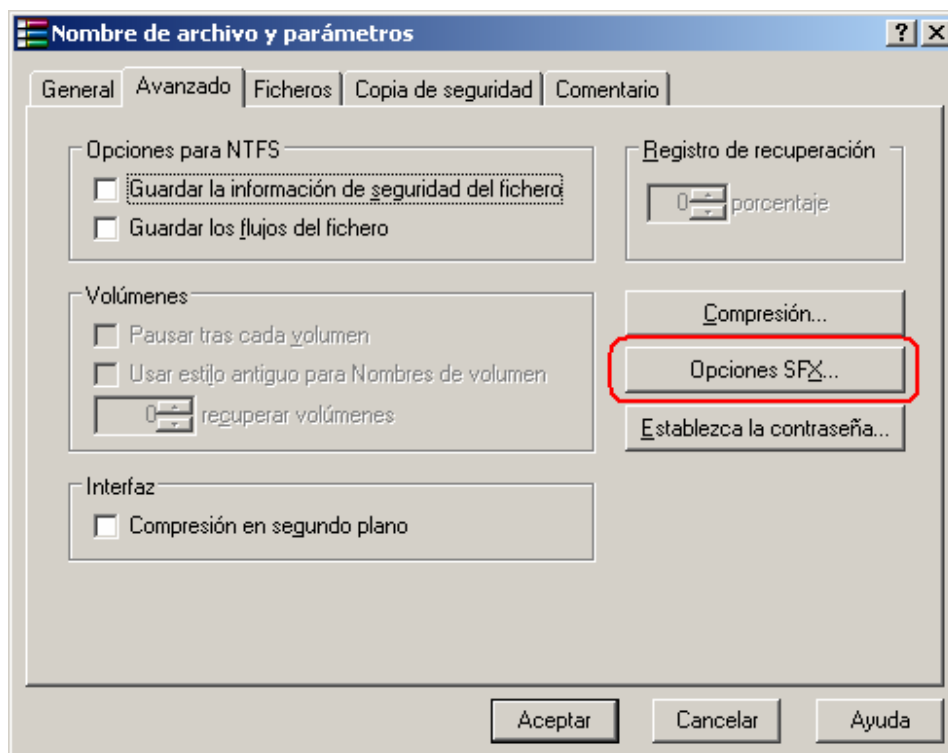 Nombre de archivo y parámetros
General Avanzado Ficheros Copia de seguridad Comentario
Opciones para NTFS
Guardar la información de seguridad del fichero
Guardar los flujos del fichero
Registro de recuperación
0 porcentaje
Volúmenes
Pausar tras cada volumen
Usar estilo antiguo para Nombres de volumen
0 recuperar volúmenes
Compresión...
Opciones SFX...
Establezca la contraseña...
Interfaz
Compresión en segundo plano
Aceptar Cancelar Ayuda